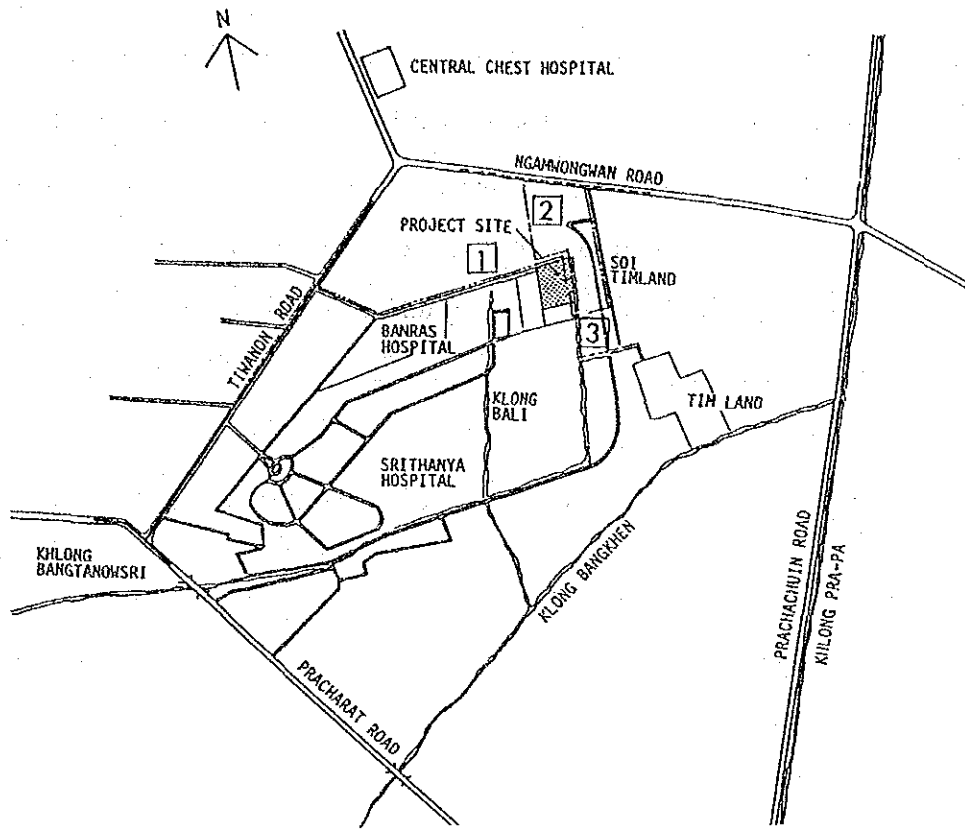 N
CENTRAL CHEST HOSPITAL
NGAMWONGWAN ROAD
2
PROJECT SITE
1
SOI
TIMLAND
TIWANON ROAD
BANRAS
HOSPITAL
3
KLONG
BALI
TIM LAND
SRITHANYA
HOSPITAL
KHLONG
BANGTANOWSRI
KLONG BANGKHEN
PRACHACHUIN ROAD
KHLONG PRA-PA
PRACHARAT ROAD